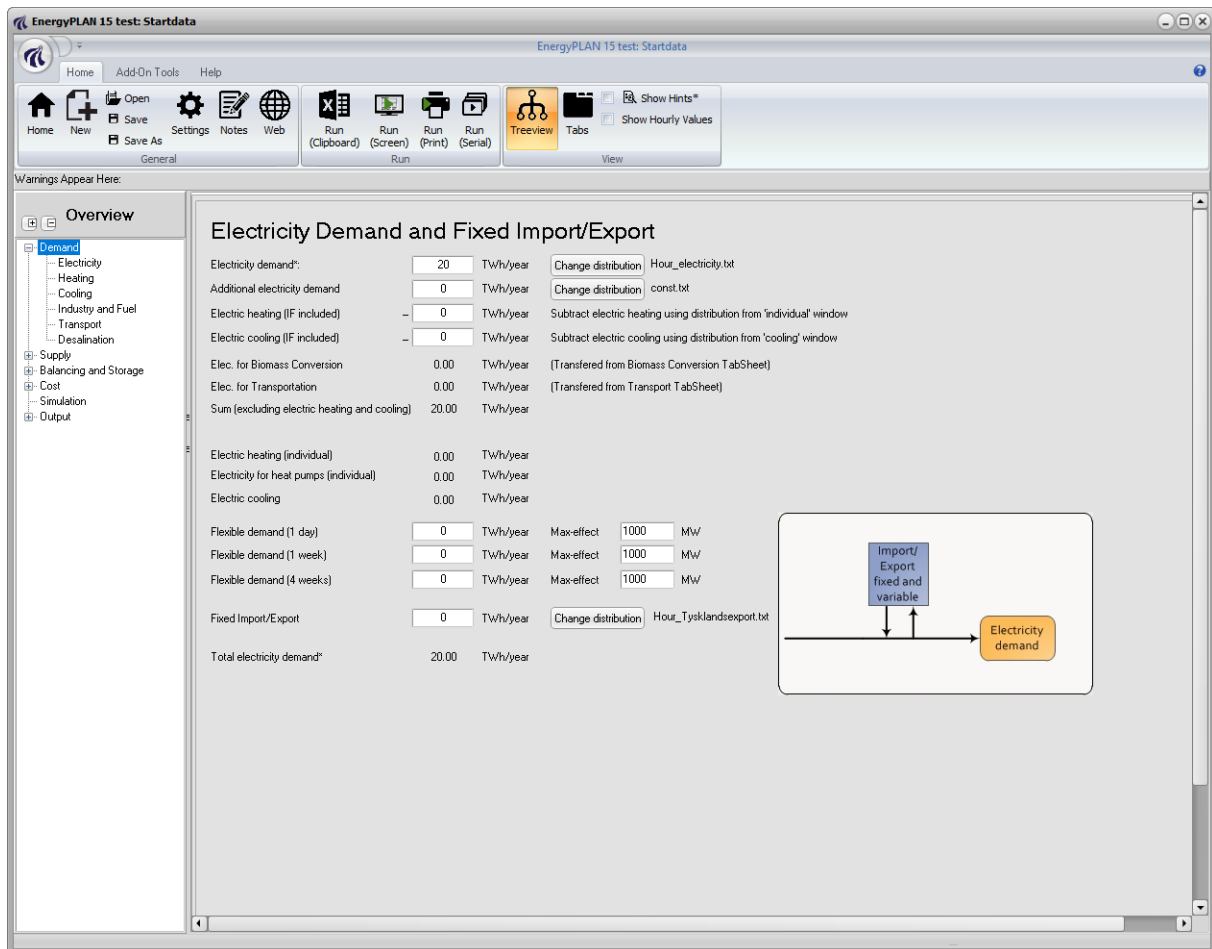 EnergyPLAN 15 test: Startdata
EnergyPLAN 15 test: Startdata
Home Add-On Tools Help
Home New Open Save Save As Settings Notes Web
General
Run (Clipboard) Run (Screen) Run (Print) Run (Serial)
Run
Treeview Tabs Show Hints* Show Hourly Values
View
Warnings Appear Here:
Overview
Demand
Electricity
Heating
Cooling
Industry and Fuel
Transport
Desalination
Supply
Balancing and Storage
Cost
Simulation
Output
Electricity Demand and Fixed Import/Export
Electricity demand*: 20 TWh/year Change distribution Hour_electricity.txt
Additional electricity demand 0 TWh/year Change distribution const.txt
Electric heating (IF included) - 0 TWh/year Subtract electric heating using distribution from 'individual' window
Electric cooling (IF included) - 0 TWh/year Subtract electric cooling using distribution from 'cooling' window
Elec. for Biomass Conversion 0.00 TWh/year (Transfered from Biomass Conversion TabSheet)
Elec. for Transportation 0.00 TWh/year (Transfered from Transport TabSheet)
Sum (excluding electric heating and cooling) 20.00 TWh/year
Electric heating (individual) 0.00 TWh/year
Electricity for heat pumps (individual) 0.00 TWh/year
Electric cooling 0.00 TWh/year
Flexible demand (1 day) 0 TWh/year Max-effect 1000 MW
Flexible demand (1 week) 0 TWh/year Max-effect 1000 MW
Flexible demand (4 weeks) 0 TWh/year Max-effect 1000 MW
Fixed Import/Export 0 TWh/year Change distribution Hour_Tysklandsexport.txt
Total electricity demand* 20.00 TWh/year
Import/
Export
fixed and
variable
Electricity
demand